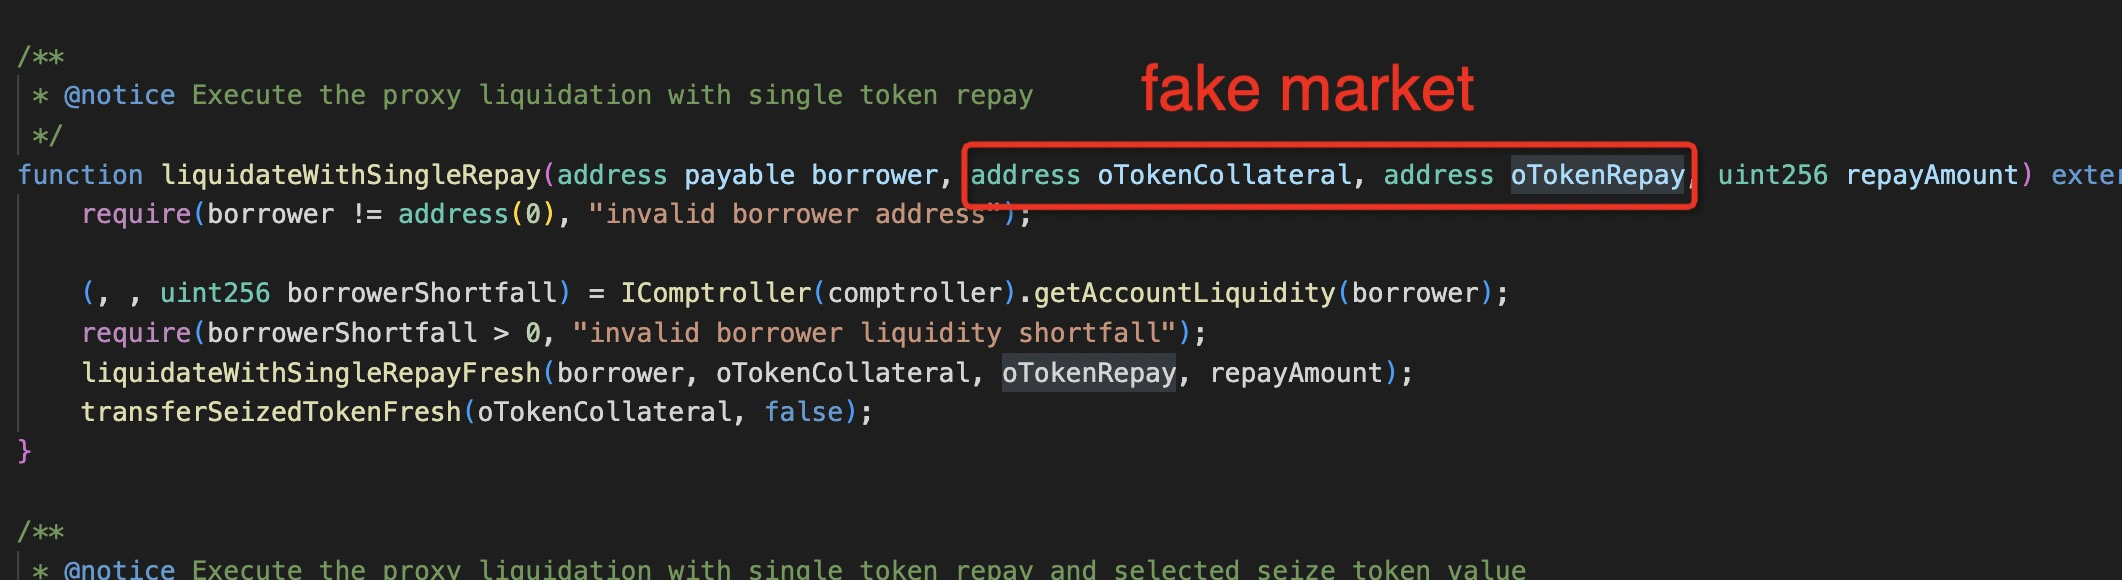 /**
fake market
* @notice Execute the proxy liquidation with single token repay
*/
function liquidateWithSingleRepay(address payable borrower, address oTokenCollateral, address oTokenRepay, uint256 repayAmount) exter
require(borrower != address(0), "invalid borrower address");
(, , uint256 borrowerShortfall) = IComptroller(comptroller).getAccountLiquidity(borrower);
require(borrowerShortfall > 0, "invalid borrower liquidity shortfall");
liquidateWithSingleRepayFresh(borrower, oTokenCollateral, oTokenRepay, repayAmount);
transferSeizedTokenFresh(oTokenCollateral, false);
}
/**
* @notice Execute the proxy liquidation with single token repay and selected seize token value